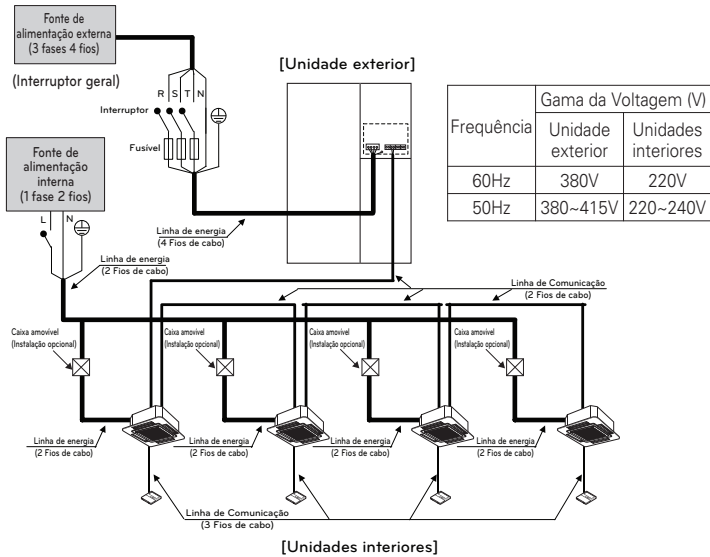 Fonte de
alimentação externa
(3 fases 4 fios)
(Interruptor geral)
[Unidade exterior]
R S T N
Interruptor
Fusível
Fonte de
alimentação
interna
(1 fase 2 fios)
L N
Linha de energia
(4 Fios de cabo)
Linha de energia
(2 Fios de cabo)
Frequência
Gama da Voltagem (V)
Unidade
exterior
Unidades
interiores
60Hz 380V 220V
50Hz 380~415V 220~240V
Linha de Comunicação
(2 Fios de cabo)
Caixa amovível
(Instalação opcional)
Caixa amovível
(Instalação opcional)
Caixa amovível
(Instalação opcional)
Caixa amovível
(Instalação opcional)
Linha de energia
(2 Fios de cabo)
Linha de energia
(2 Fios de cabo)
Linha de energia
(2 Fios de cabo)
Linha de energia
(2 Fios de cabo)
Linha de Comunicação
(3 Fios de cabo)
[Unidades interiores]